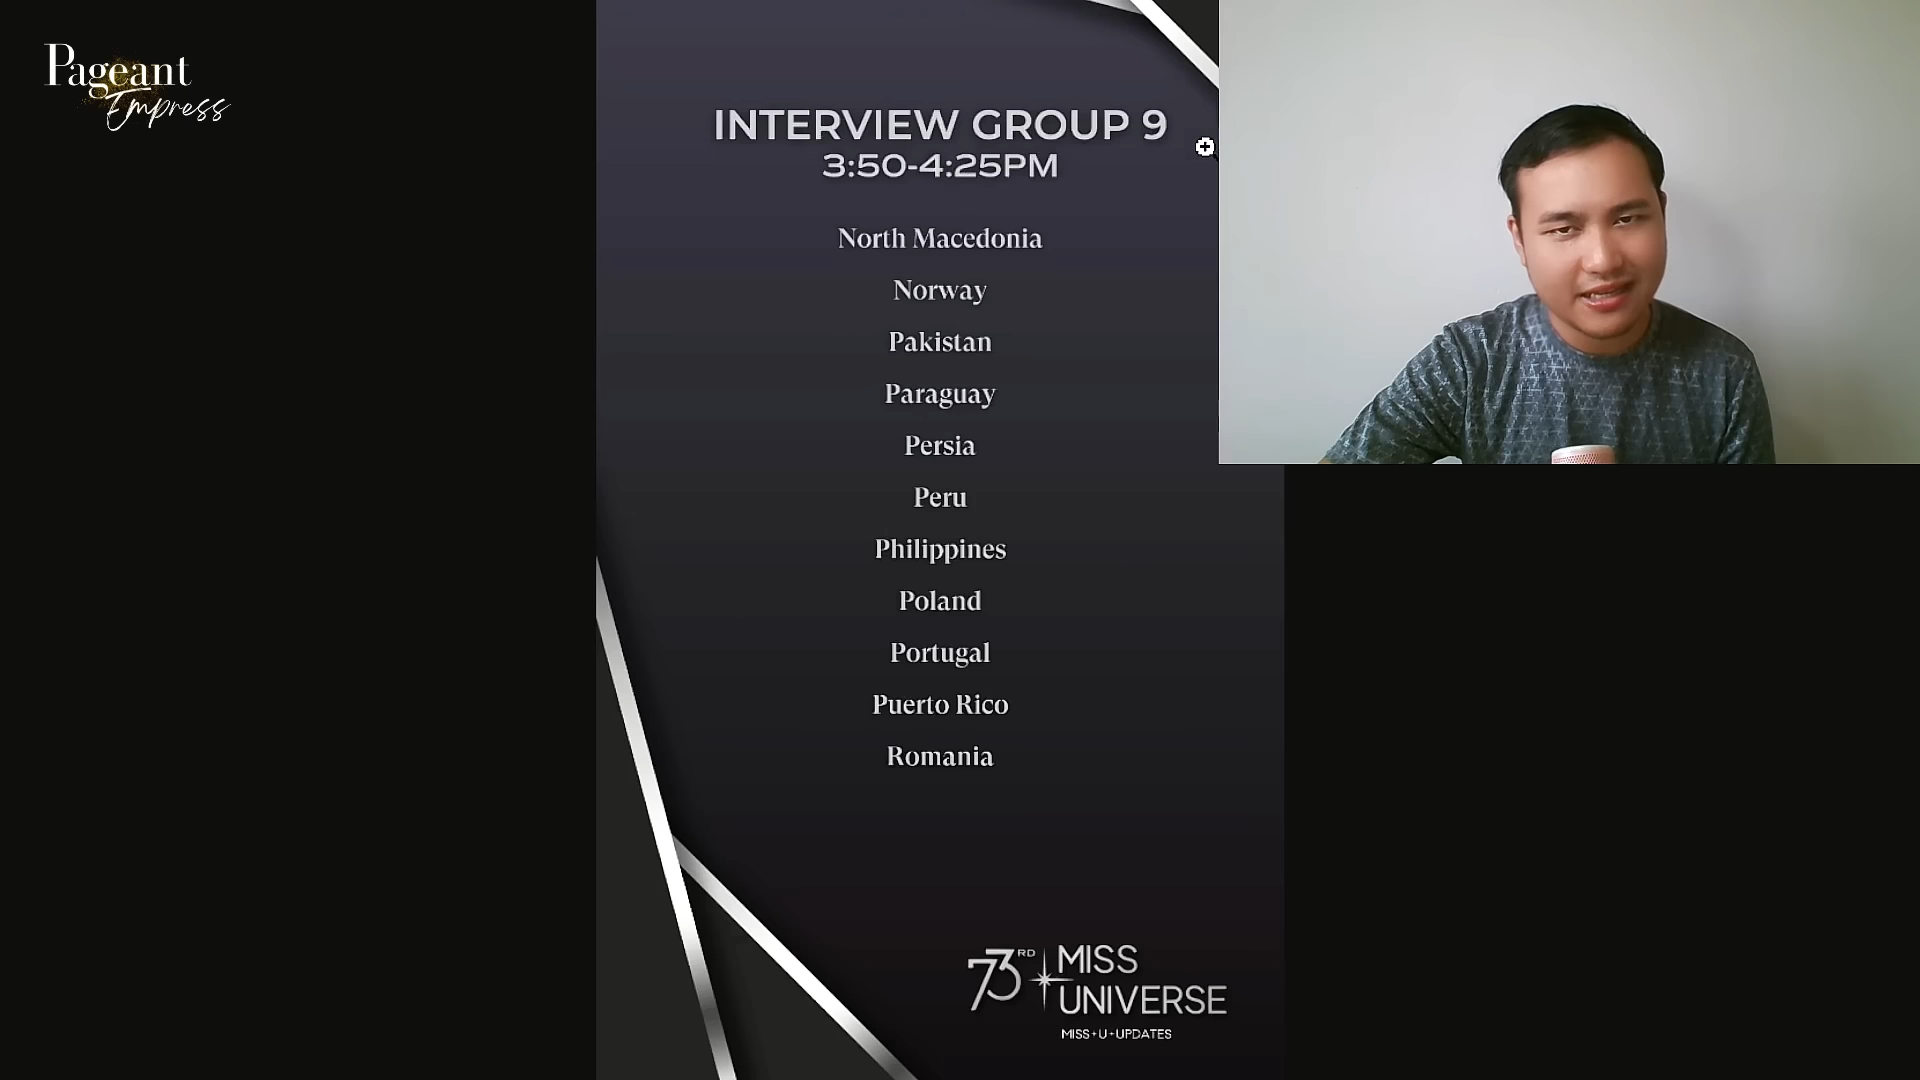 Pageant
Empress
INTERVIEW GROUP 9
3:50-4:25PM
North Macedonia
Norway
Pakistan
Paraguay
Persia
Peru
Philippines
Poland
Portugal
Puerto Rico
Romania
73RD MISS
UNIVERSE
MISS+U+UPDATES